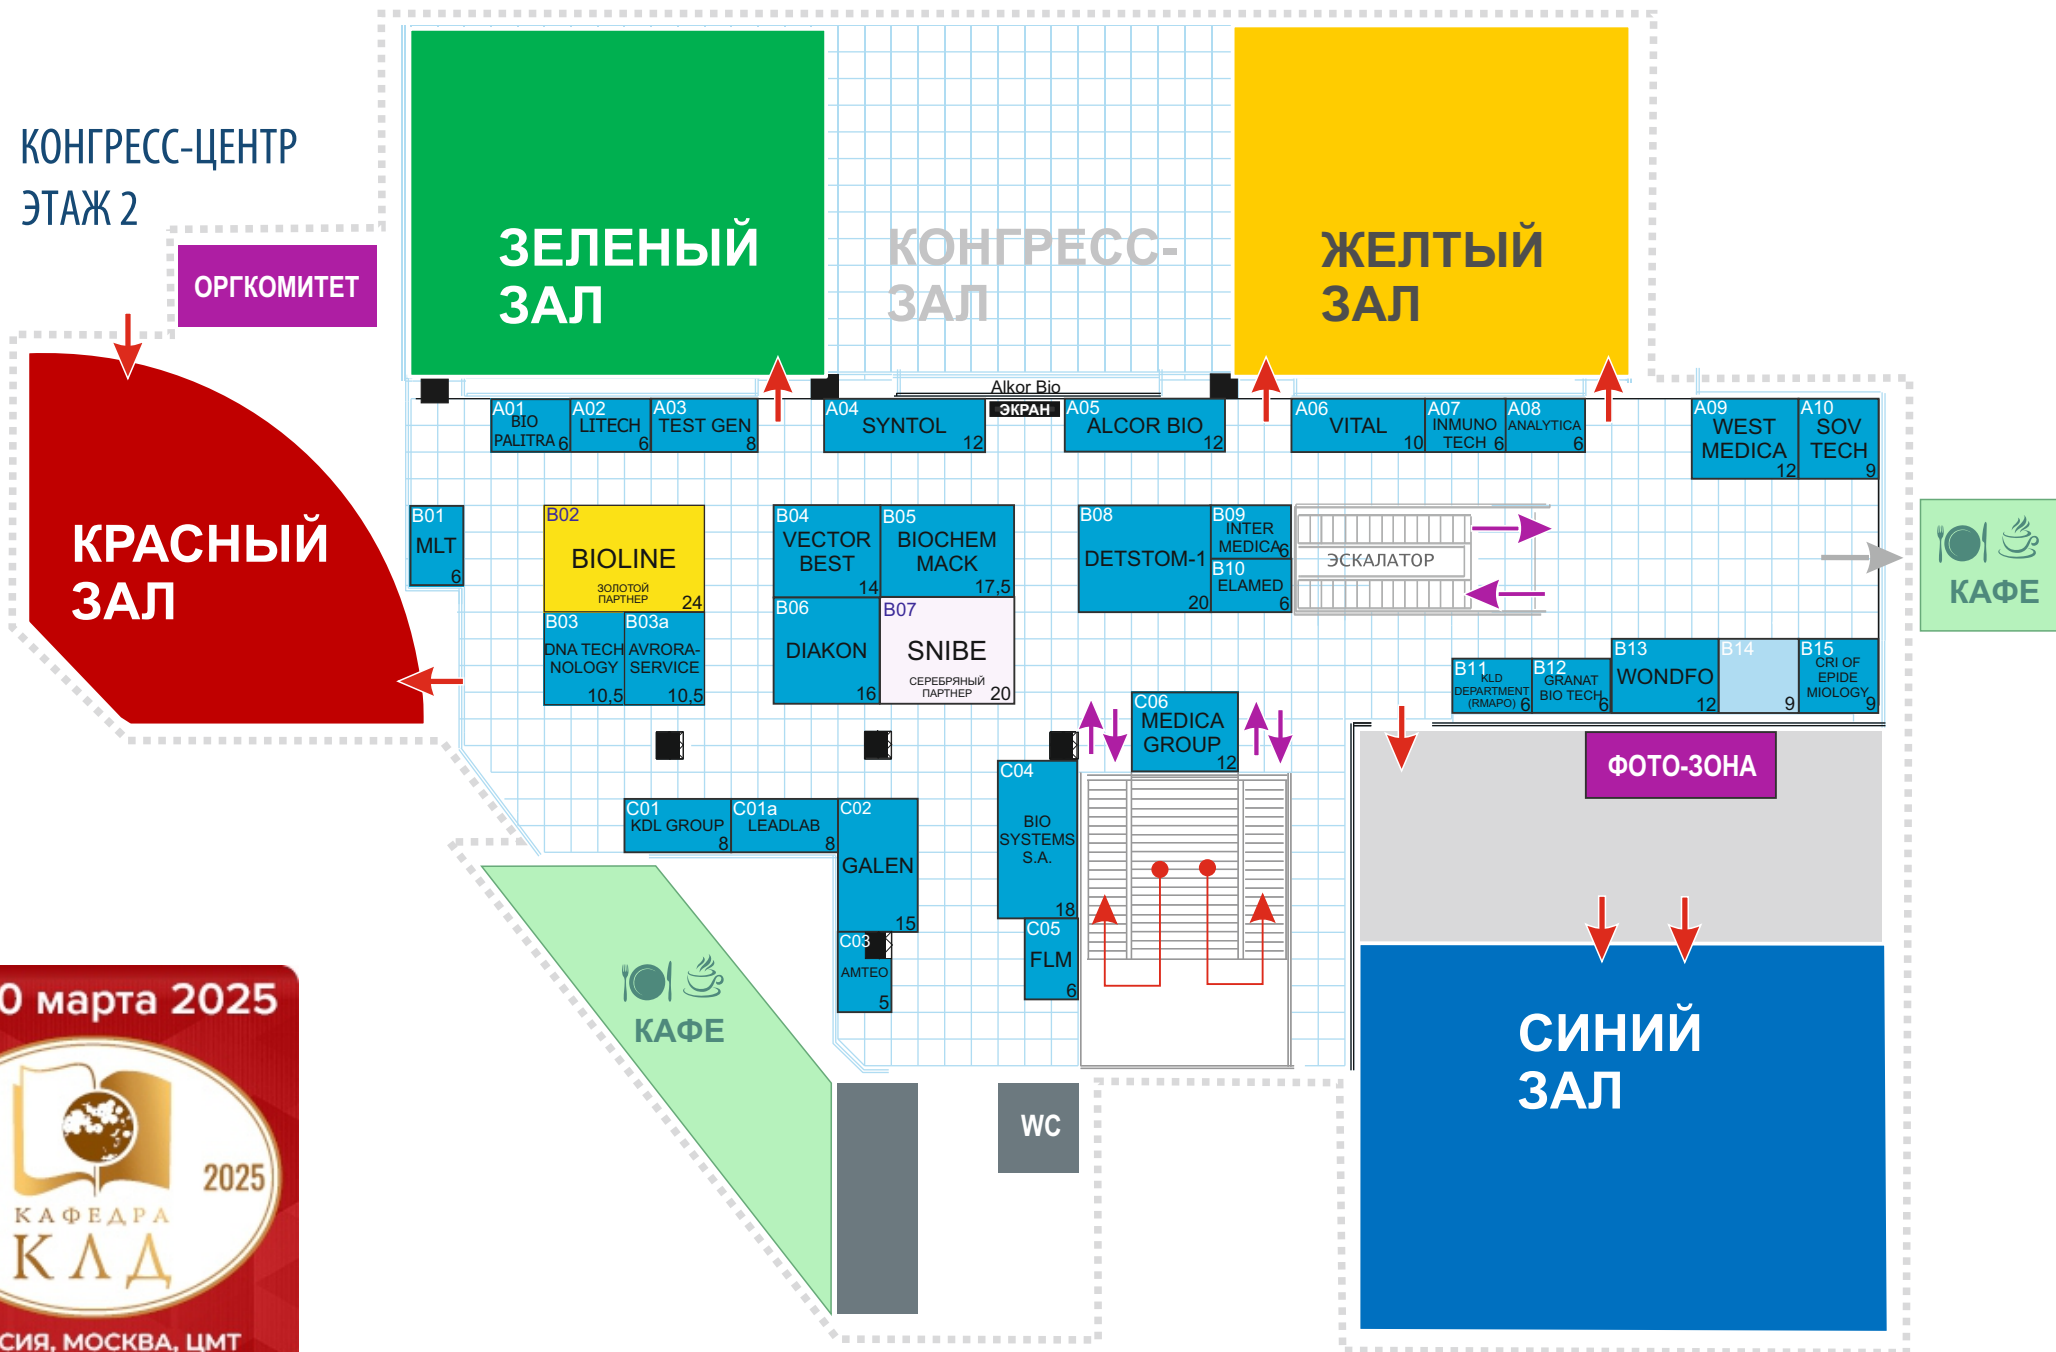 КОНГРЕСС-ЦЕНТР
ЭТАЖ 2
ОРГКОМИТЕТ
ЗЕЛЕНЫЙ
ЗАЛ
КОНГРЕСС-
ЗАЛ
ЖЕЛТЫЙ
ЗАЛ
КРАСНЫЙ
ЗАЛ
Alkor Bio
ЭКРАН
A01
BIO
PALITRA 6
A02
LITECH
6
A03
TEST GEN
8
A04
SYNTOL
12
A05
ALCOR BIO
12
A06
VITAL
10
A07
INMUNO
TECH 6
A08
ANALYTICA
6
A09
WEST
MEDICA
12
A10
SOV
TECH
9
B01
MLT
6
B02
BIOLINE
ЗОЛОТОЙ
ПАРТНЕР
24
B03
DNA TECH
NOLOGY
10,5
B03a
AVRORA-
SERVICE
10,5
B04
VECTOR
BEST
14
B05
BIOCHEM
MACK
17,5
B06
DIAKON
16
B07
SNIBE
СЕРЕБРЯНЫЙ
ПАРТНЕР
20
B08
DETSTOM-1
20
B09
INTER
MEDICA
6
B10
ELAMED
6
ЭСКАЛАТОР
КАФЕ
B11
KLD
DEPARTMENT
(RMAPO) 6
B12
GRANAT
BIO TECH
6
B13
WONDFO
12
B14
9
B15
CRI OF
EPIDE
MIOLOGY
9
C06
MEDICA
GROUP
12
ФОТО-ЗОНА
C01
KDL GROUP
8
C01a
LEADLAB
8
C02
GALEN
15
C03
AMTEO
5
C04
BIO
SYSTEMS
S.A.
18
C05
FLM
6
КАФЕ
WC
СИНИЙ
ЗАЛ
0 марта 2025
2025
КАФЕДРА
КЛД
СИЯ, МОСКВА, ЦМТ